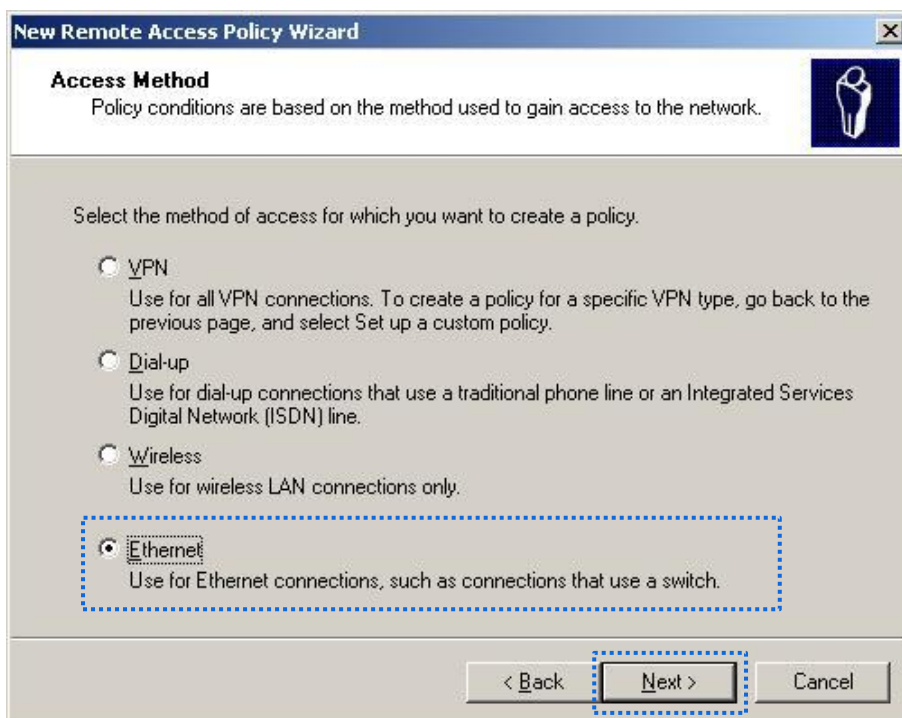 New Remote Access Policy Wizard
Access Method
Policy conditions are based on the method used to gain access to the network.
Select the method of access for which you want to create a policy.
VPN
Use for all VPN connections. To create a policy for a specific VPN type, go back to the
previous page, and select Set up a custom policy.
Dial-up
Use for dial-up connections that use a traditional phone line or an Integrated Services
Digital Network (ISDN) line.
Wireless
Use for wireless LAN connections only.
Ethernet
Use for Ethernet connections, such as connections that use a switch.
< Back Next > Cancel